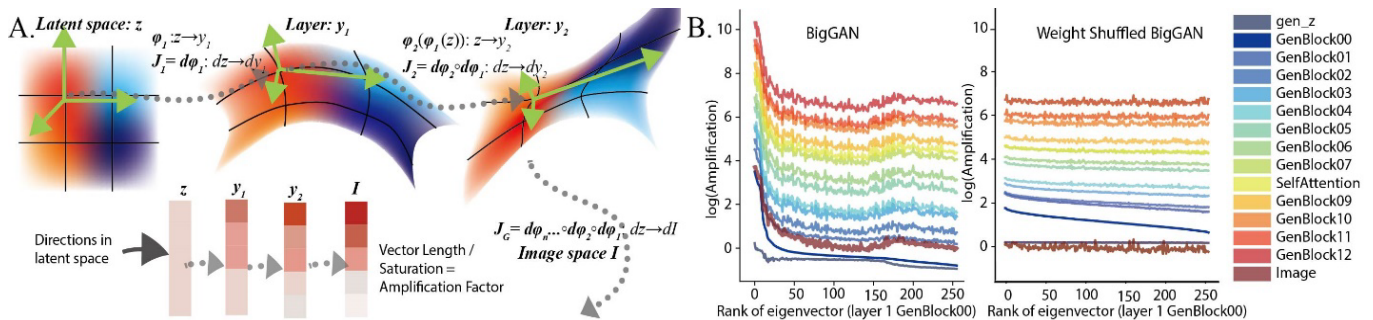 A.
Latent space: z
φ₁: z→y₁
J₁= dφ₁: dz→dy₁
Layer: y₁
φ₂(φ₁(z)): z→y₂
J₂= dφ₂∘dφ₁: dz→dy₂
Layer: y₂
z
y₁
y₂
I
Directions in
latent space
Vector Length /
Saturation =
Amplification Factor
J_G= dφₙ...∘dφ₂∘dφ₁: dz→dI
Image space I
B.
BigGAN
log(Amplification)
10
8
6
4
2
0
0
50
100
150
200
250
Rank of eigenvector (layer 1 GenBlock00)
Weight Shuffled BigGAN
log(Amplification)
10
8
6
4
2
0
0
50
100
150
200
250
Rank of eigenvector (layer 1 GenBlock00)
gen_z
GenBlock00
GenBlock01
GenBlock02
GenBlock03
GenBlock04
GenBlock05
GenBlock06
GenBlock07
SelfAttention
GenBlock09
GenBlock10
GenBlock11
GenBlock12
Image